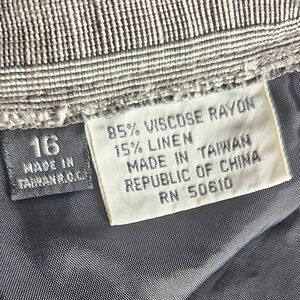 16
MADE IN
TAIWAN R.O.C.
85% VISCOSE RAYON
15% LINEN
MADE IN TAIWAN
REPUBLIC OF CHINA
RN 50610